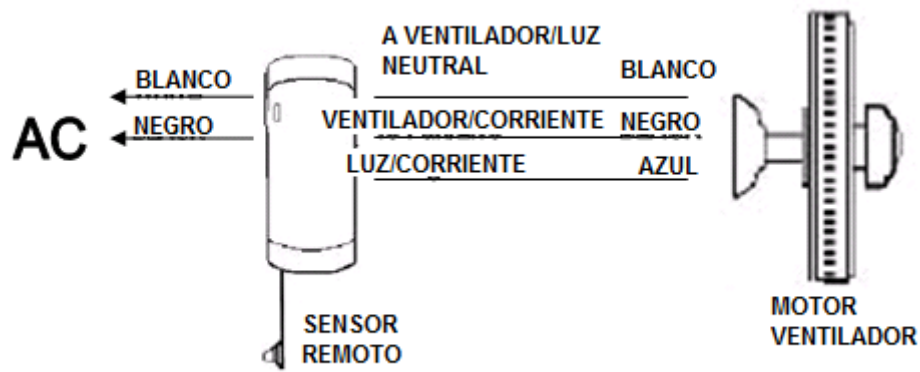 A VENTILADOR/LUZ
NEUTRAL
BLANCO
BLANCO
AC
NEGRO
VENTILADOR/CORRIENTE
NEGRO
LUZ/CORRIENTE
AZUL
SENSOR
REMOTO
MOTOR
VENTILADOR